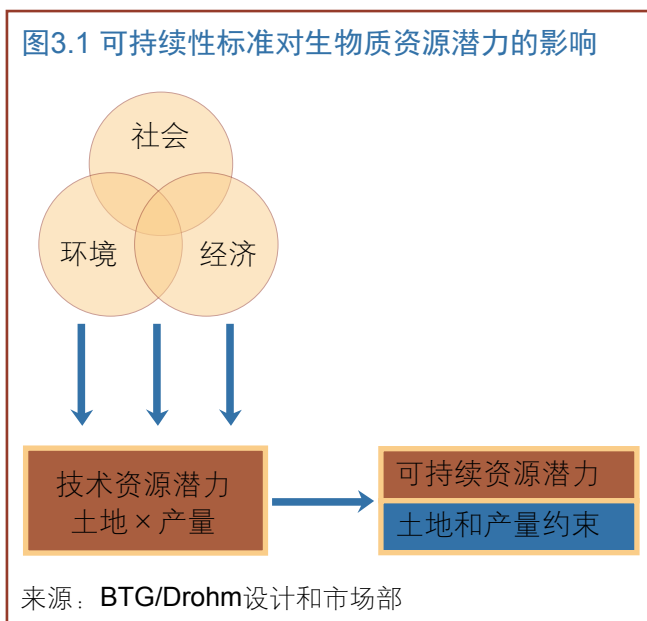 图3.1 可持续性标准对生物质资源潜力的影响
社会
环境
经济
技术资源潜力
土地×产量
可持续资源潜力
土地和产量约束
来源：BTG/Drohm设计和市场部